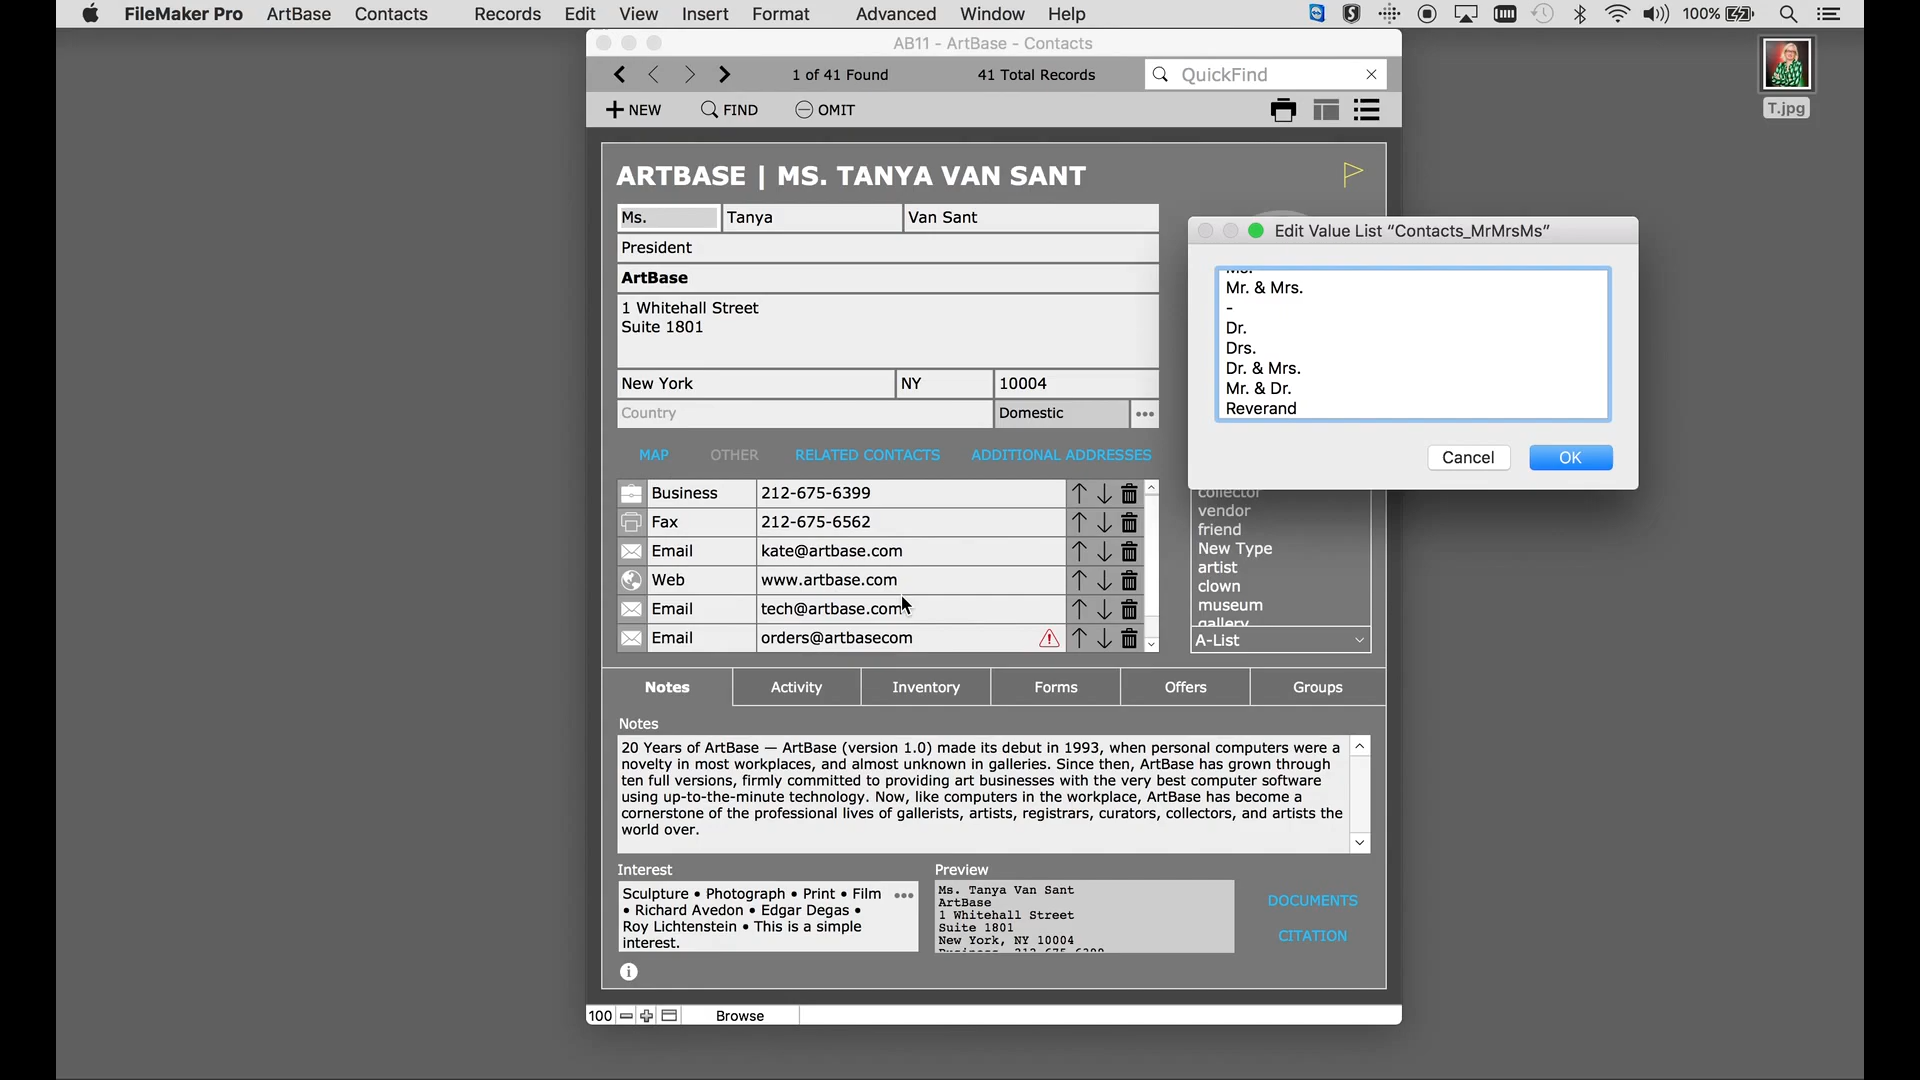 FileMaker Pro ArtBase Contacts Records Edit View Insert Format Advanced Window Help 100%
AB11 - ArtBase - Contacts
1 of 41 Found 41 Total Records QuickFind
NEW FIND OMIT
T.jpg
ARTBASE | MS. TANYA VAN SANT
Ms. Tanya Van Sant
President
ArtBase
1 Whitehall Street
Suite 1801
New York NY 10004
Country Domestic
MAP OTHER RELATED CONTACTS ADDITIONAL ADDRESSES
Edit Value List “Contacts_MrMrsMs”
Ms.
Mr. & Mrs.
-
Dr.
Drs.
Dr. & Mrs.
Mr. & Dr.
Reverand
Cancel OK
Business 212-675-6399
Fax 212-675-6562
Email kate@artbase.com
Web www.artbase.com
Email tech@artbase.com
Email orders@artbasecom
collector
vendor
friend
New Type
artist
clown
museum
gallery
A-List
Notes Activity Inventory Forms Offers Groups
Notes
20 Years of ArtBase — ArtBase (version 1.0) made its debut in 1993, when personal computers were a
novelty in most workplaces, and almost unknown in galleries. Since then, ArtBase has grown through
ten full versions, firmly committed to providing art businesses with the very best computer software
using up-to-the-minute technology. Now, like computers in the workplace, ArtBase has become a
cornerstone of the professional lives of gallerists, artists, registrars, curators, collectors, and artists the
world over.
Interest
Sculpture • Photograph • Print • Film
• Richard Avedon • Edgar Degas •
Roy Lichtenstein • This is a simple
interest.
Preview
Ms. Tanya Van Sant
ArtBase
1 Whitehall Street
Suite 1801
New York, NY 10004
Business 212-675-6399
DOCUMENTS
CITATION
100 Browse